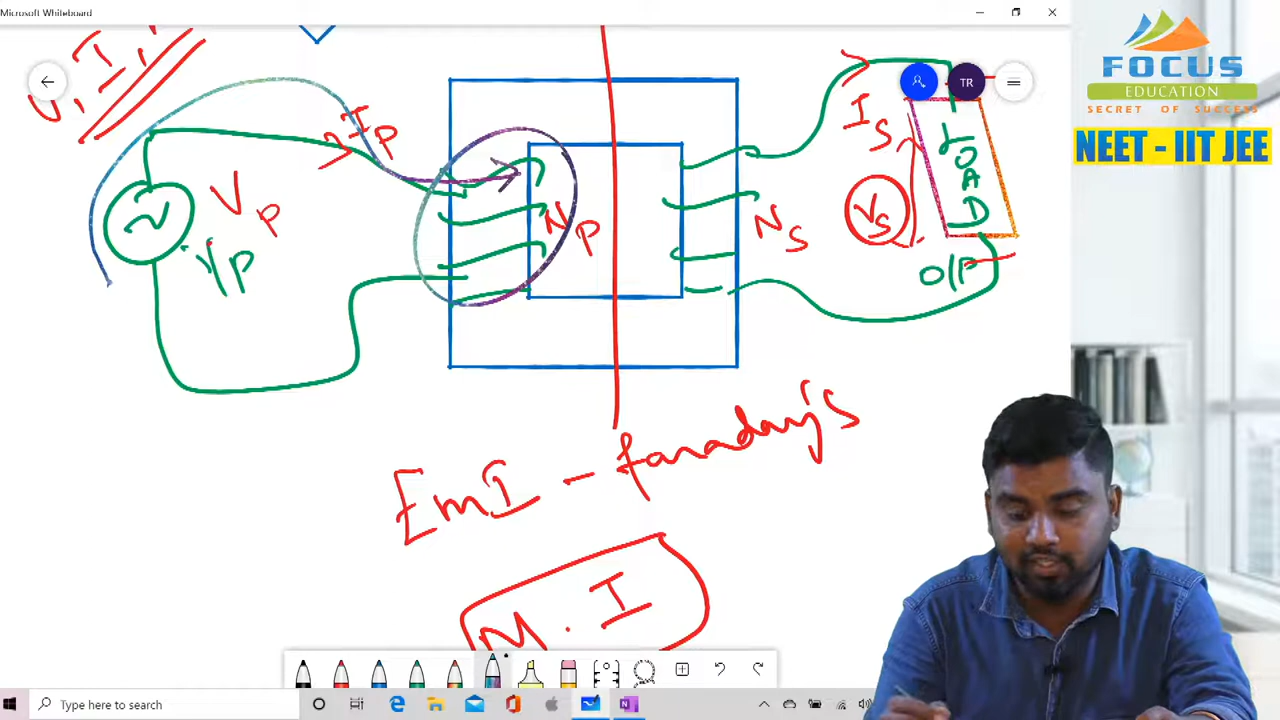 Microsoft Whiteboard
V, I,
FOCUS
EDUCATION
SECRET OF SUCCESS
NEET - IIT JEE
TR
IP
VP
NP
NS
IS
VS
LOAD
O/P
EmI - faraday's
M.I
Type here to search